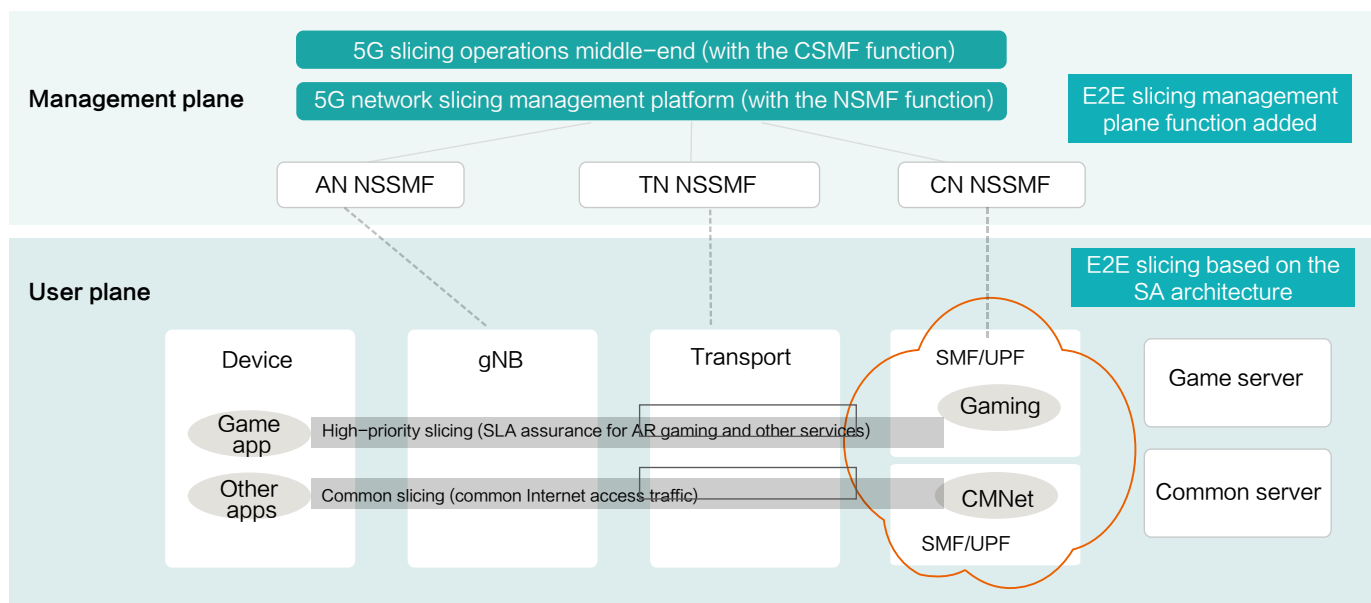 5G slicing operations middle-end (with the CSMF function)
Management plane
5G network slicing management platform (with the NSMF function)
E2E slicing management
plane function added
AN NSSMF
TN NSSMF
CN NSSMF
User plane
E2E slicing based on the
SA architecture
Device
gNB
Transport
SMF/UPF
Game server
Game
app
High-priority slicing (SLA assurance for AR gaming and other services)
Gaming
Other
apps
Common slicing (common Internet access traffic)
CMNet
Common server
SMF/UPF